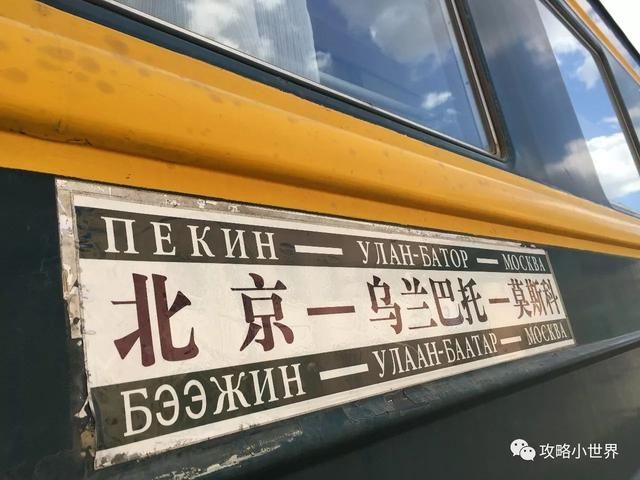 ПЕКИН — УЛАН-БАТОР — МОСКВА
北京—乌兰巴托—莫斯科
БЭЭЖИН — УЛААН-БААТАР — МОСКВА
攻略小世界